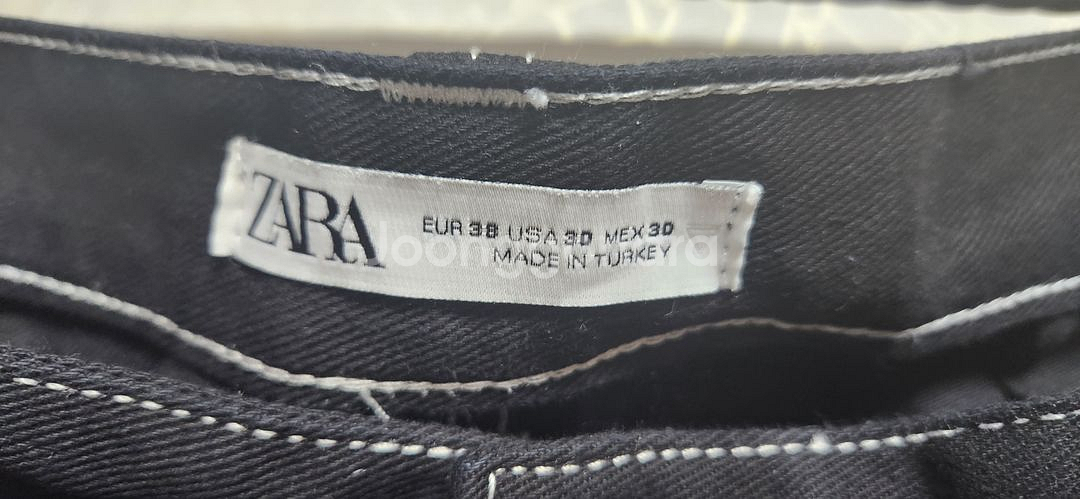 ZARA
EUR 38 USA 30 MEX 30
MADE IN TURKEY